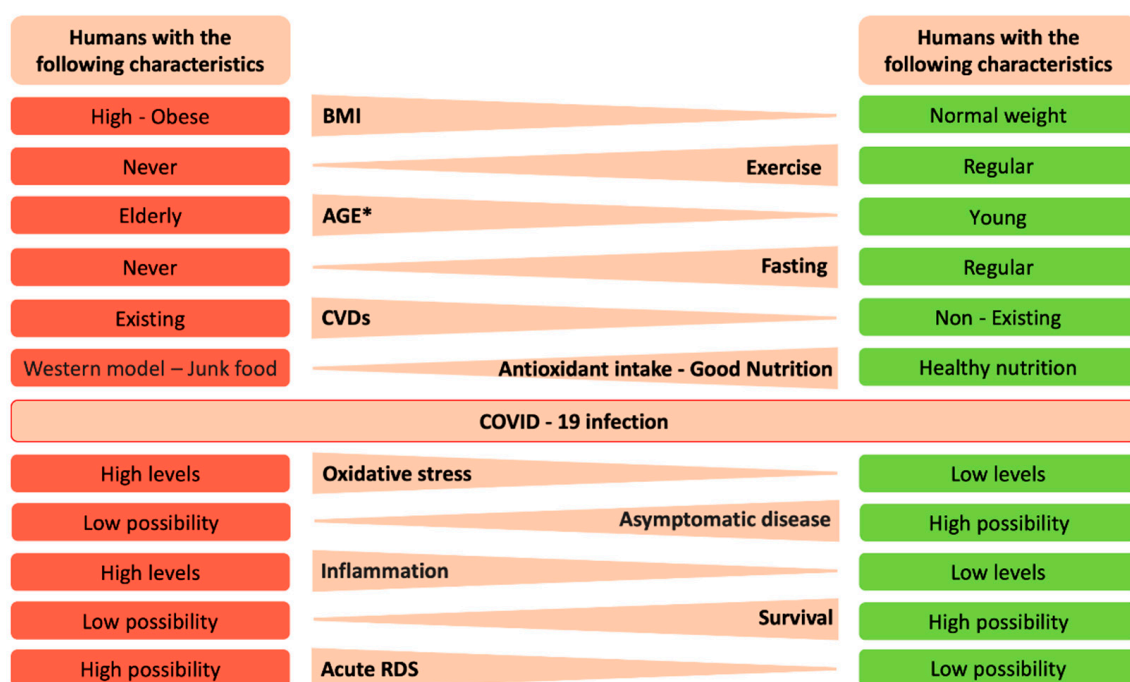 Humans with the
following characteristics
Humans with the
following characteristics
High - Obese
BMI
Normal weight
Never
Exercise
Regular
Elderly
AGE*
Young
Never
Fasting
Regular
Existing
CVDs
Non - Existing
Western model – Junk food
Antioxidant intake - Good Nutrition
Healthy nutrition
COVID - 19 infection
High levels
Oxidative stress
Low levels
Low possibility
Asymptomatic disease
High possibility
High levels
Inflammation
Low levels
Low possibility
Survival
High possibility
High possibility
Acute RDS
Low possibility